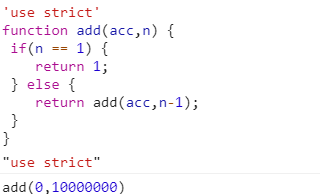 'use strict'
function add(acc,n) {
 if(n == 1) {
    return 1;
 } else {
    return add(acc,n-1);
 }
}
"use strict"
add(0,10000000)